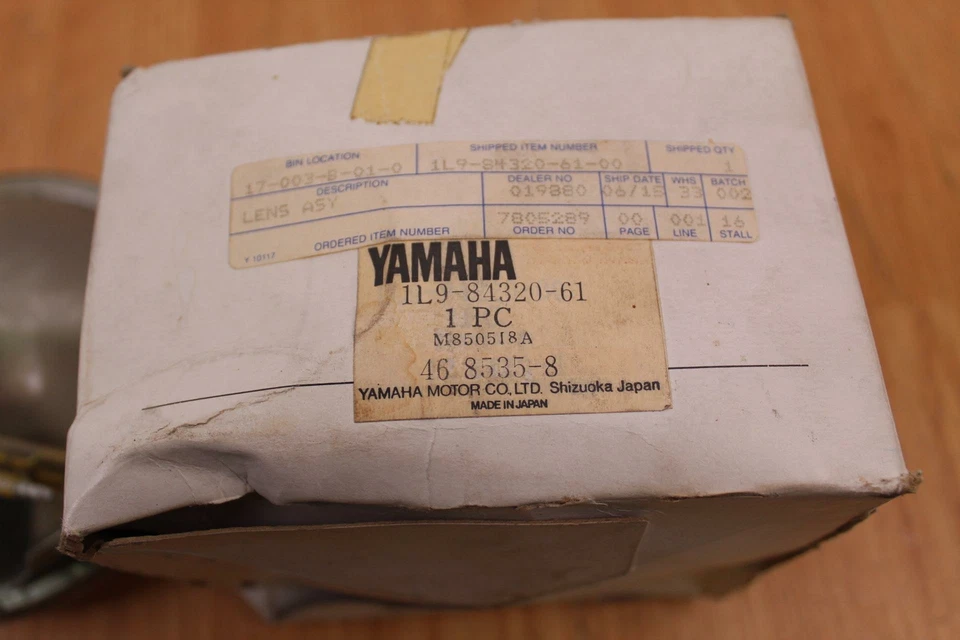 BIN LOCATION SHIPPED ITEM NUMBER SHIPPED QTY
17-003-B-01-0 1L9-84320-61-00 1
DESCRIPTION DEALER NO SHIP DATE WHS BATCH
LENS ASY 019880 06/15 33 002
7805289 00 001 16
ORDERED ITEM NUMBER ORDER NO PAGE LINE STALL
Y 10117
YAMAHA
1L9-84320-61
1 PC
M850518A
46 8535-8
YAMAHA MOTOR CO., LTD. Shizuoka Japan
MADE IN JAPAN